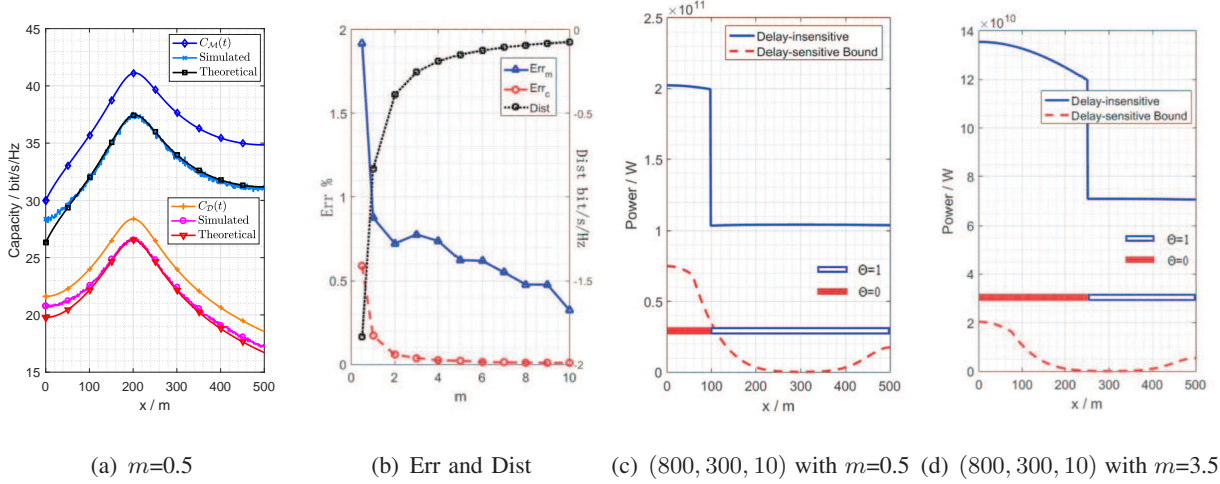 45
40
35
30
25
20
15
0
100
200
300
400
500
x / m
Capacity / bit/s/Hz
C_M(t)
Simulated
Theoretical
C_D(t)
Simulated
Theoretical
(a) m=0.5
2
1.5
1
0.5
0
0
2
4
6
8
10
m
Err %
0
-0.5
-1
-1.5
-2
Dist bit/s/Hz
Err_m
Err_c
Dist
(b) Err and Dist
×10^11
2.5
2
1.5
1
0.5
0
0
100
200
300
400
500
x / m
Power / W
Delay-insensitive
Delay-sensitive Bound
Θ=1
Θ=0
(c) (800, 300, 10) with m=0.5
×10^10
14
12
10
8
6
4
2
0
0
100
200
300
400
500
x / m
Power / W
Delay-insensitive
Delay-sensitive Bound
Θ=1
Θ=0
(d) (800, 300, 10) with m=3.5